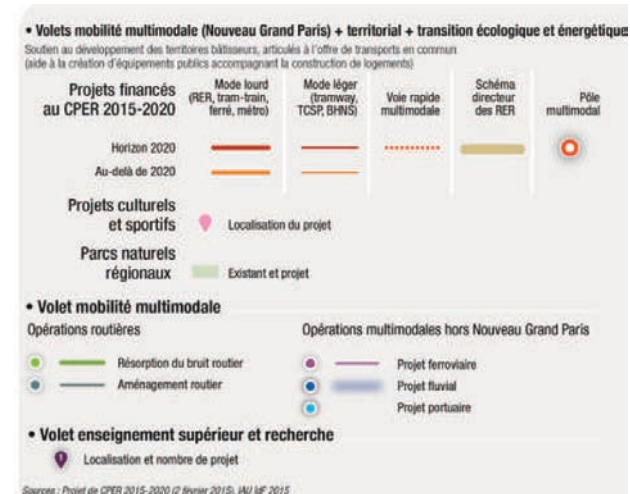 • Volets mobilité multimodale (Nouveau Grand Paris) + territorial + transition écologique et énergétique
Soutien au développement des territoires bâtisseurs, articulés à l'offre de transports en commun
(aide à la création d'équipements publics accompagnant la construction de logements)
Projets financés
au CPER 2015-2020
Mode lourd
(RER, tram-train,
ferré, métro)
Mode léger
(tramway,
TCSP, BHNS)
Voie rapide
multimodale
Schéma
directeur
des RER
Pôle
multimodal
Horizon 2020
Au-delà de 2020
Projets culturels
et sportifs
Localisation du projet
Parcs naturels
régionaux
Existant et projet
• Volet mobilité multimodale
Opérations routières
Résorption du bruit routier
Aménagement routier
Opérations multimodales hors Nouveau Grand Paris
Projet ferroviaire
Projet fluvial
Projet portuaire
• Volet enseignement supérieur et recherche
1
Localisation et nombre de projet
Sources : Projet de CPER 2015-2020 (2 février 2015), IAU IdF 2015